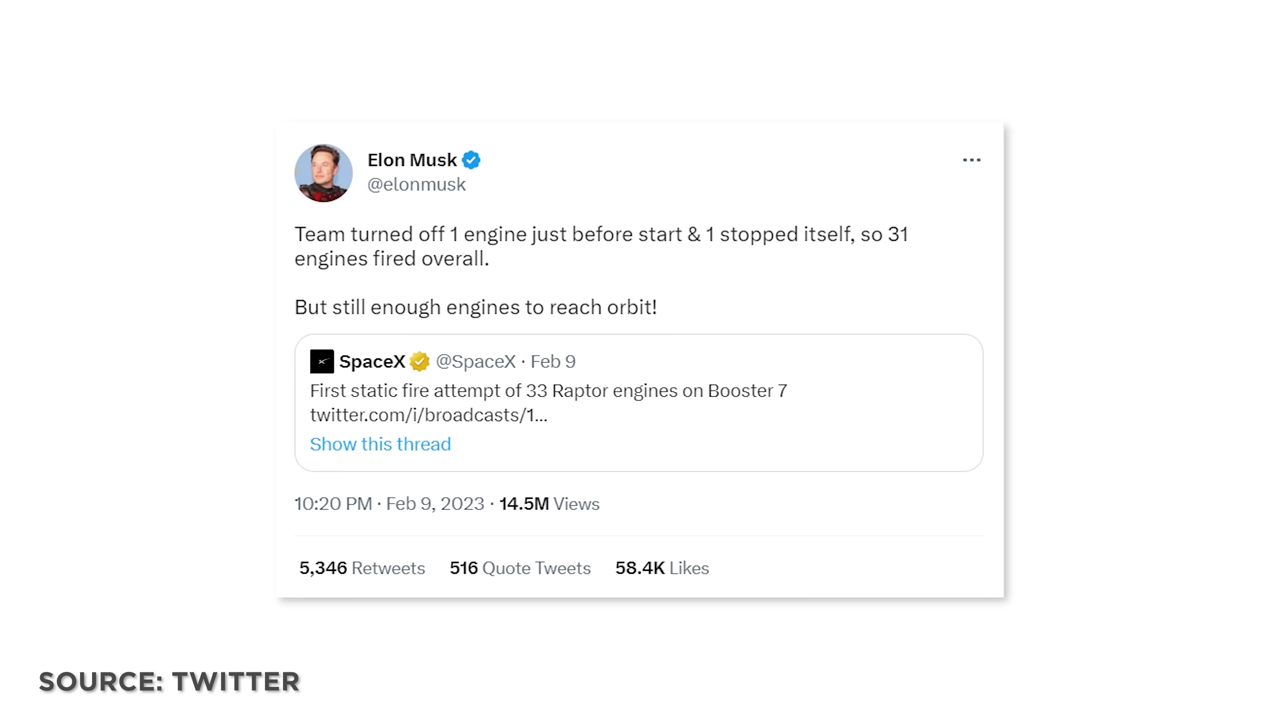 Elon Musk
@elonmusk
Team turned off 1 engine just before start & 1 stopped itself, so 31
engines fired overall.
But still enough engines to reach orbit!
SpaceX @SpaceX · Feb 9
First static fire attempt of 33 Raptor engines on Booster 7
twitter.com/i/broadcasts/1...
Show this thread
10:20 PM · Feb 9, 2023 · 14.5M Views
5,346 Retweets 516 Quote Tweets 58.4K Likes
SOURCE: TWITTER